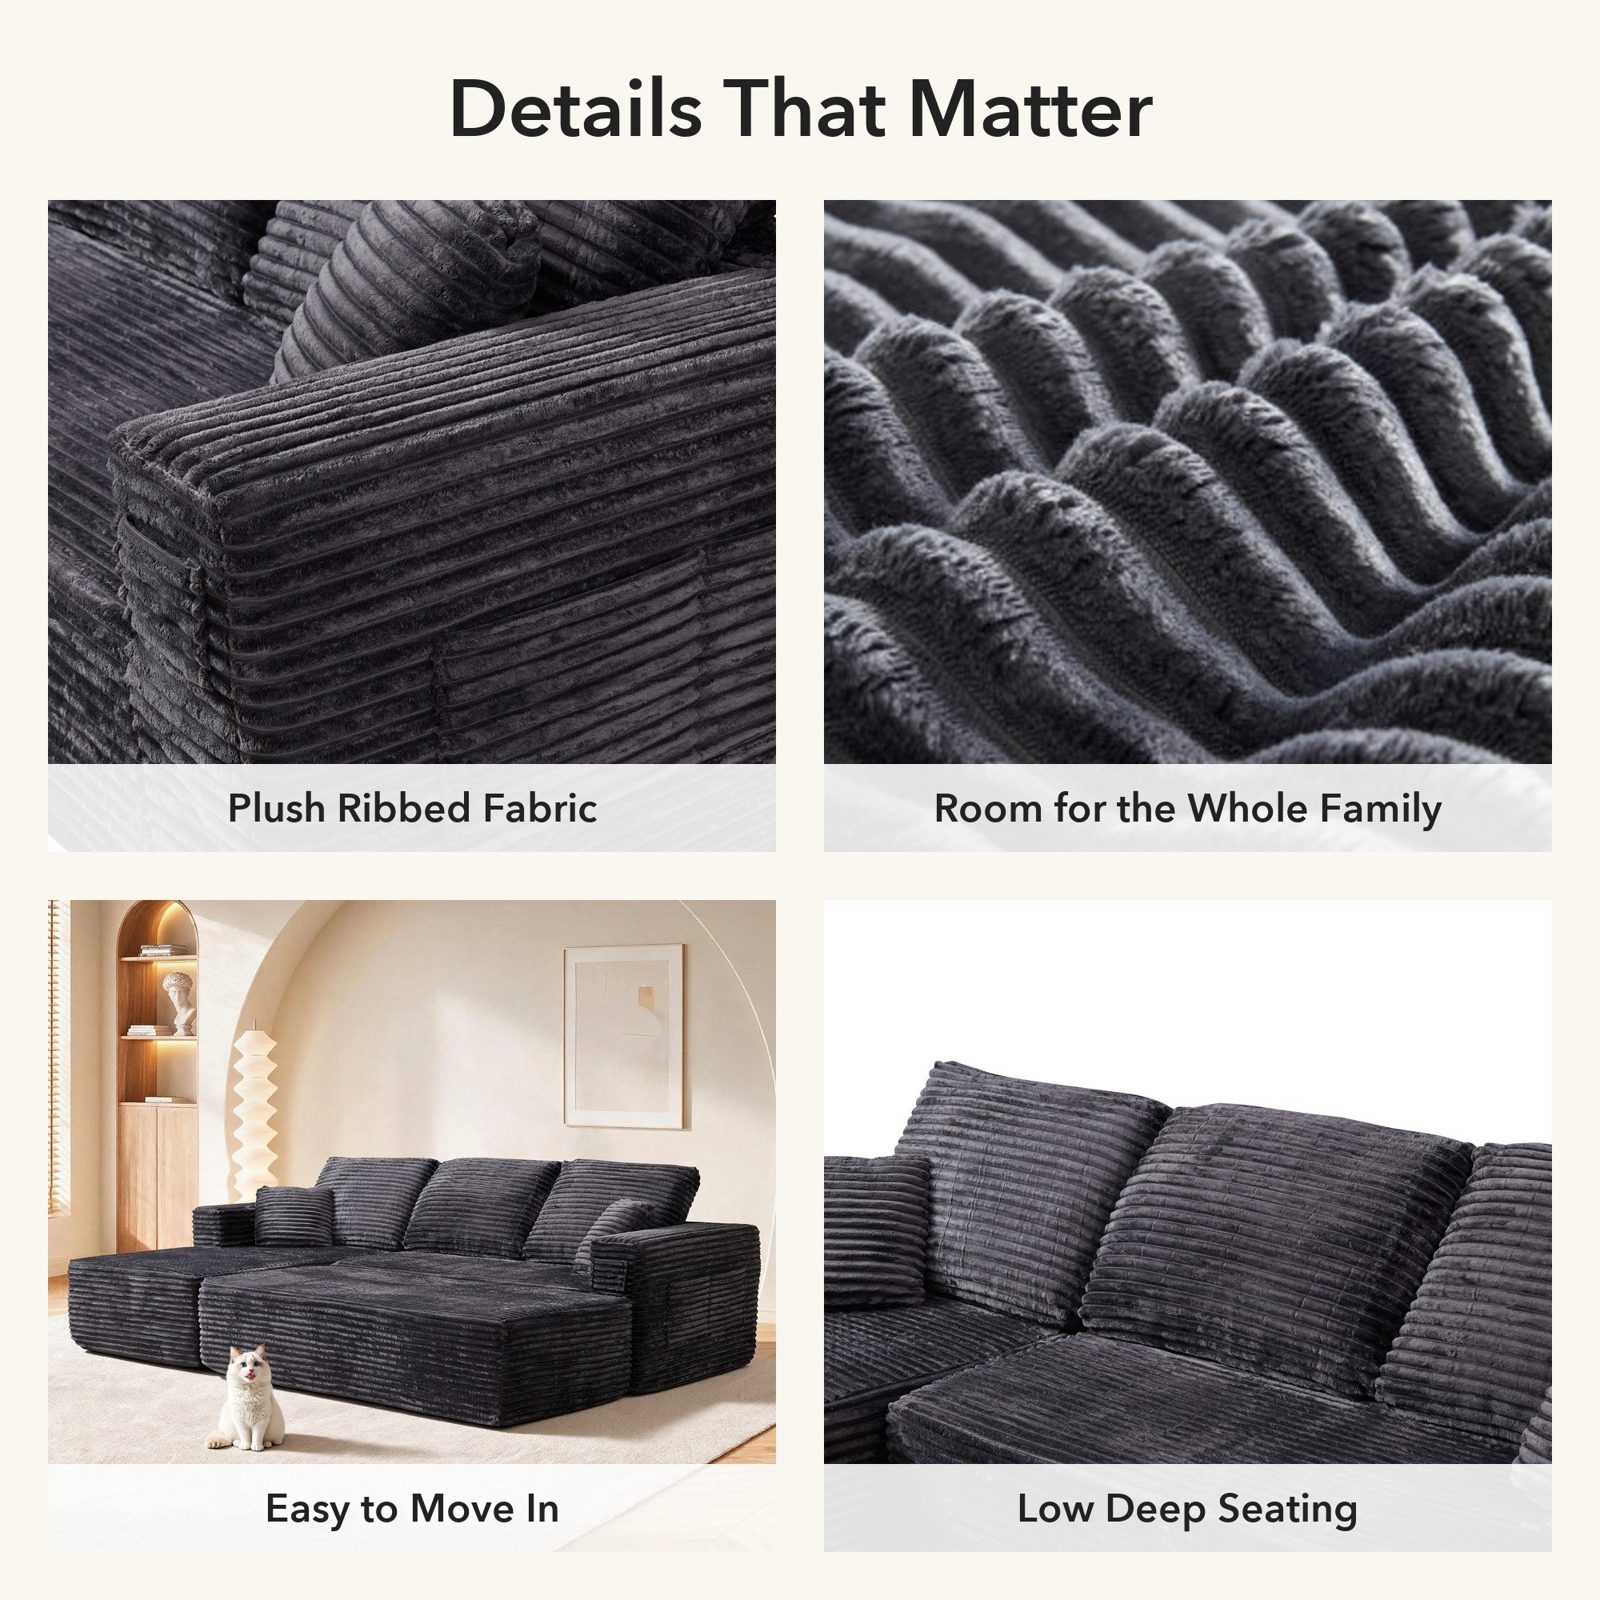 Details That Matter
Plush Ribbed Fabric
Room for the Whole Family
Easy to Move In
Low Deep Seating